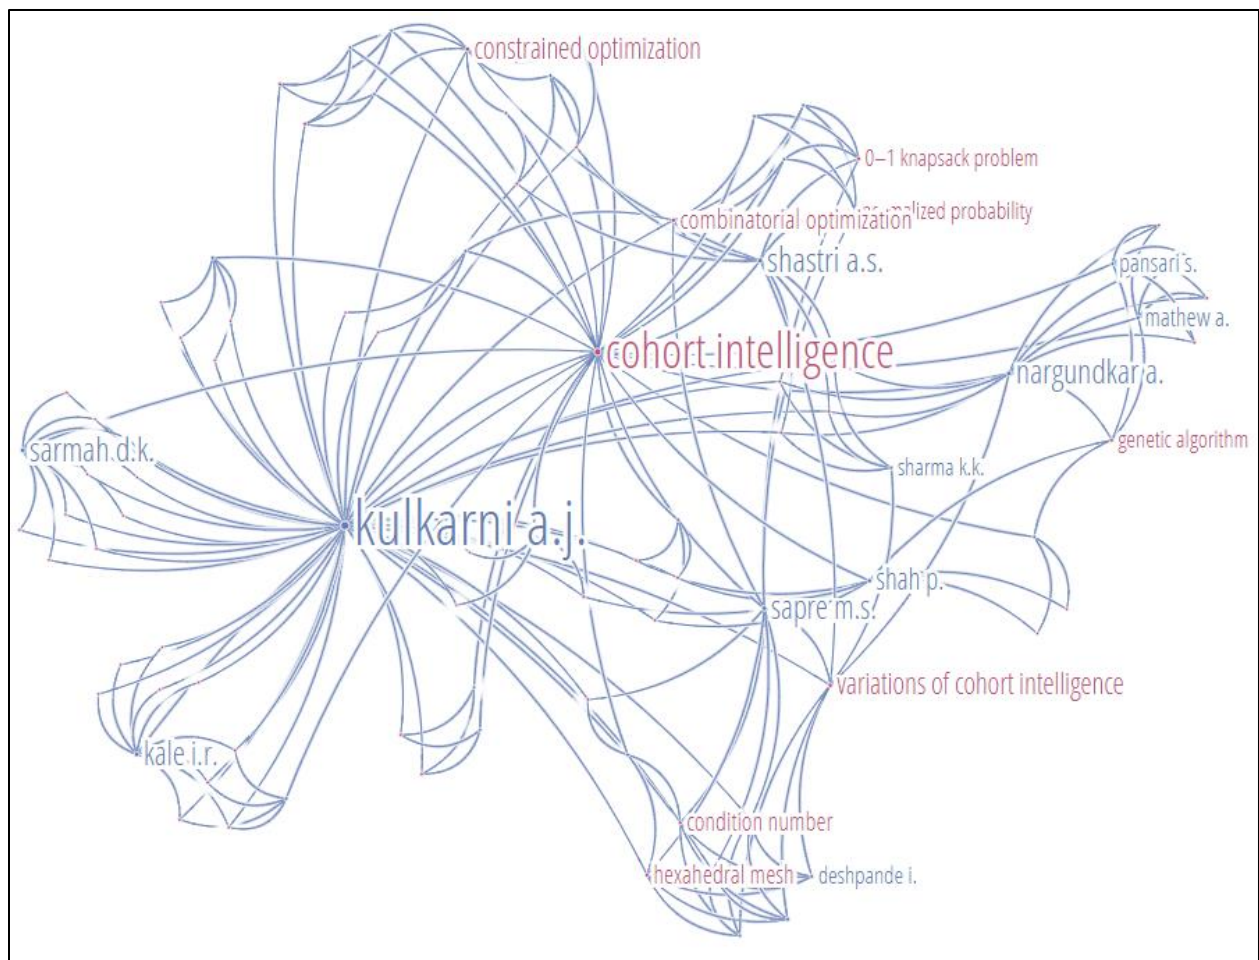 constrained optimization
0–1 knapsack problem
combinatorial optimization
probability
shastri a.s.
pansari s.
mathew a.
cohort intelligence
nargundkar a.
genetic algorithm
sarmah d.k.
sharma k.k.
kulkarni a.j.
shah p.
sapre m.s.
variations of cohort intelligence
kale i.r.
condition number
hexahedral mesh
deshpande i.